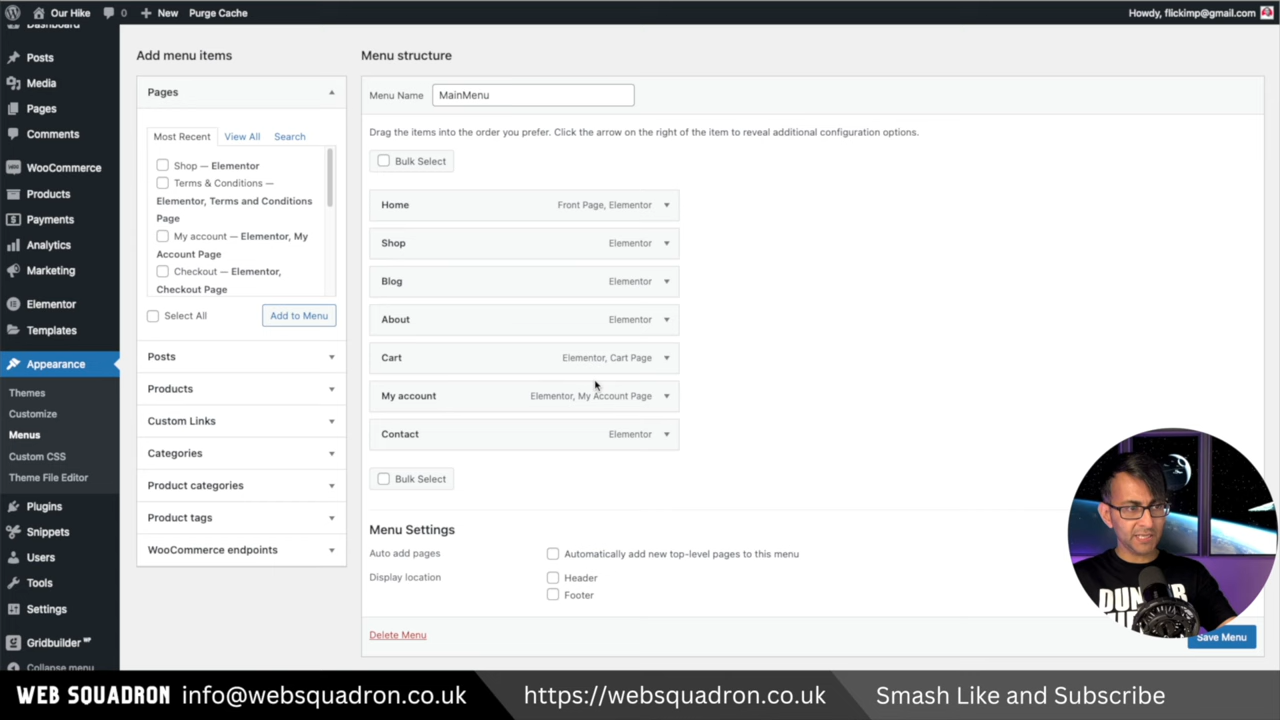 Our Hike
0
New
Purge Cache
Howdy, flickimp@gmail.com
Dashboard
Posts
Media
Pages
Comments
WooCommerce
Products
Payments
Analytics
Marketing
Elementor
Templates
Appearance
Themes
Customize
Menus
Custom CSS
Theme File Editor
Plugins
Snippets
Users
Tools
Settings
Gridbuilder WP
Collapse menu
Add menu items
Pages
Most Recent
View All
Search
Shop — Elementor
Terms & Conditions —
Elementor, Terms and Conditions
Page
My account — Elementor, My
Account Page
Checkout — Elementor,
Checkout Page
Select All
Add to Menu
Posts
Products
Custom Links
Categories
Product categories
Product tags
WooCommerce endpoints
Menu structure
Menu Name
MainMenu
Drag the items into the order you prefer. Click the arrow on the right of the item to reveal additional configuration options.
Bulk Select
Home
Front Page, Elementor
Shop
Elementor
Blog
Elementor
About
Elementor
Cart
Elementor, Cart Page
My account
Elementor, My Account Page
Contact
Elementor
Bulk Select
Menu Settings
Auto add pages
Automatically add new top-level pages to this menu
Display location
Header
Footer
Delete Menu
Save Menu
WEB SQUADRON
info@websquadron.co.uk
https://websquadron.co.uk
Smash Like and Subscribe